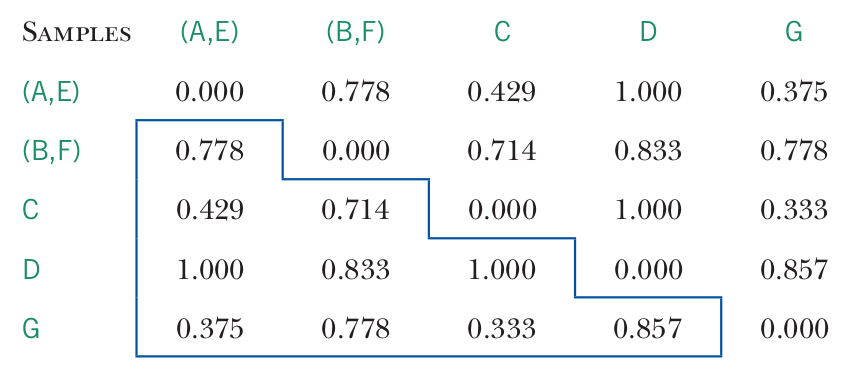 SAMPLES (A,E) (B,F) C D G
(A,E) 0.000 0.778 0.429 1.000 0.375
(B,F) 0.778 0.000 0.714 0.833 0.778
C 0.429 0.714 0.000 1.000 0.333
D 1.000 0.833 1.000 0.000 0.857
G 0.375 0.778 0.333 0.857 0.000